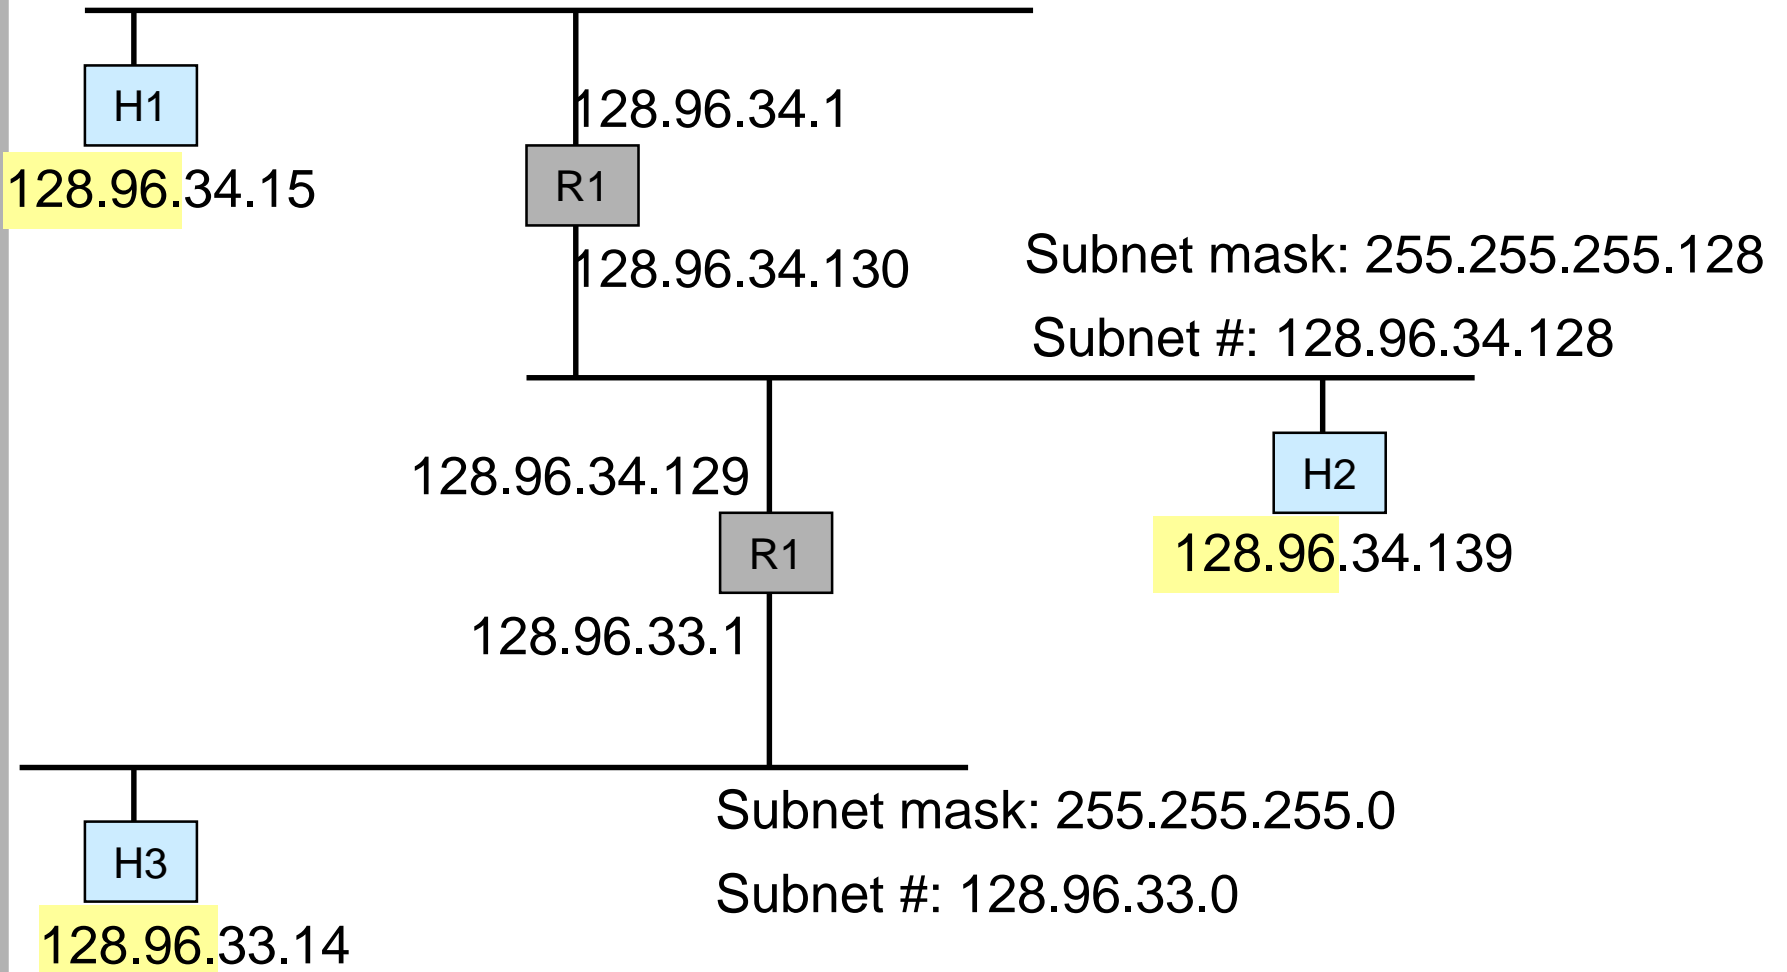 H1
128.96.34.1
128.96.34.15
R1
128.96.34.130
Subnet mask: 255.255.255.128
Subnet #: 128.96.34.128
128.96.34.129
H2
R1
128.96.34.139
128.96.33.1
Subnet mask: 255.255.255.0
H3
Subnet #: 128.96.33.0
128.96.33.14